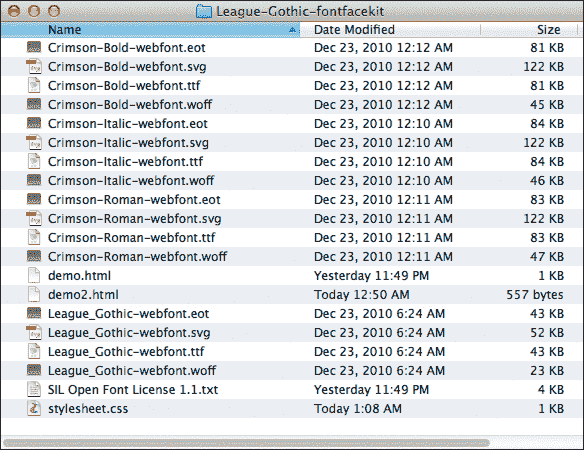 League-Gothic-fontfacekit
Name Date Modified Size
Crimson-Bold-webfont.eot Dec 23, 2010 12:12 AM 81 KB
Crimson-Bold-webfont.svg Dec 23, 2010 12:12 AM 122 KB
Crimson-Bold-webfont.ttf Dec 23, 2010 12:12 AM 81 KB
Crimson-Bold-webfont.woff Dec 23, 2010 12:12 AM 45 KB
Crimson-Italic-webfont.eot Dec 23, 2010 12:10 AM 84 KB
Crimson-Italic-webfont.svg Dec 23, 2010 12:10 AM 122 KB
Crimson-Italic-webfont.ttf Dec 23, 2010 12:10 AM 84 KB
Crimson-Italic-webfont.woff Dec 23, 2010 12:10 AM 46 KB
Crimson-Roman-webfont.eot Dec 23, 2010 12:11 AM 83 KB
Crimson-Roman-webfont.svg Dec 23, 2010 12:11 AM 122 KB
Crimson-Roman-webfont.ttf Dec 23, 2010 12:11 AM 83 KB
Crimson-Roman-webfont.woff Dec 23, 2010 12:11 AM 47 KB
demo.html Yesterday 11:49 PM 1 KB
demo2.html Today 12:50 AM 557 bytes
League_Gothic-webfont.eot Dec 23, 2010 6:24 AM 43 KB
League_Gothic-webfont.svg Dec 23, 2010 6:24 AM 52 KB
League_Gothic-webfont.ttf Dec 23, 2010 6:24 AM 43 KB
League_Gothic-webfont.woff Dec 23, 2010 6:24 AM 23 KB
SIL Open Font License 1.1.txt Yesterday 11:49 PM 4 KB
stylesheet.css Today 1:08 AM 1 KB